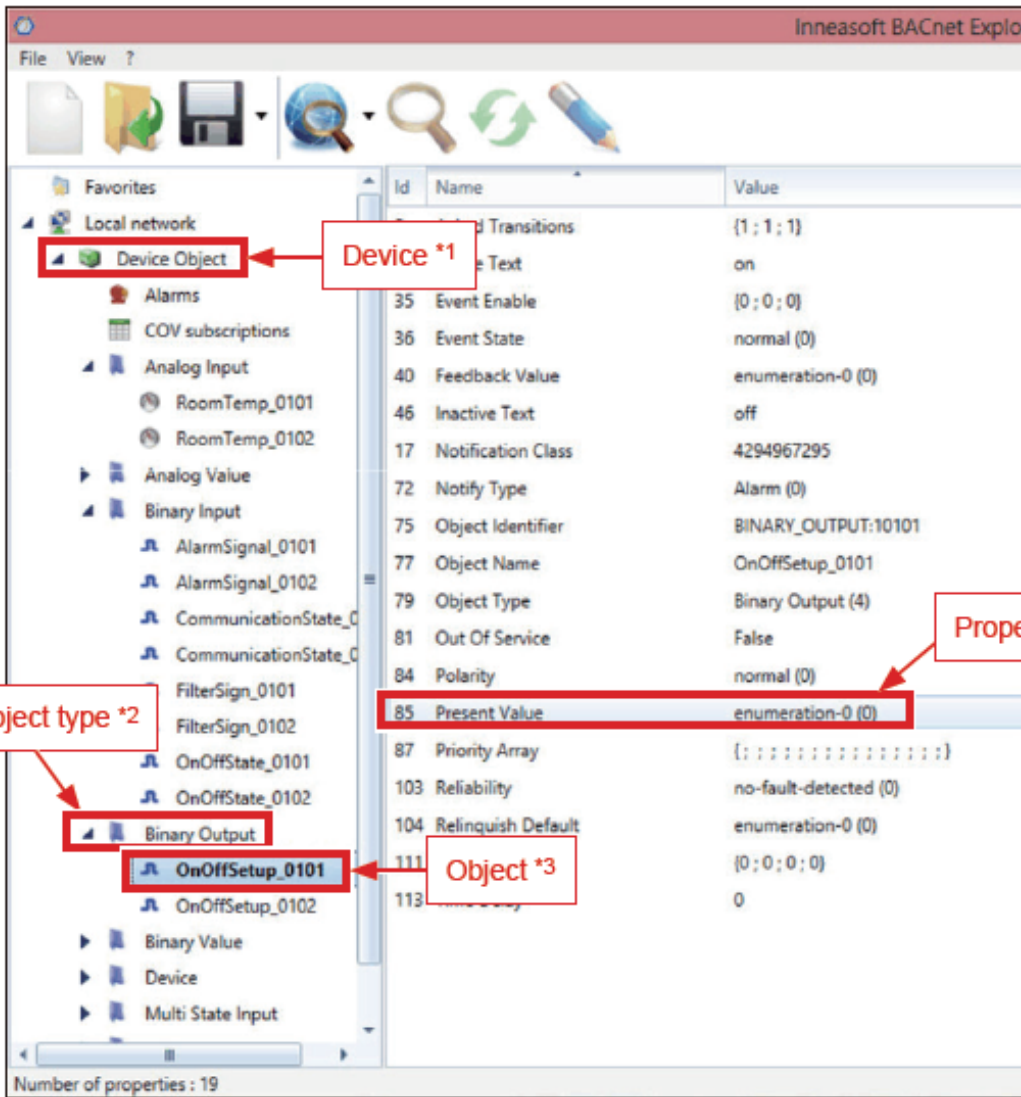 Inneasoft BACnet Explo
File View ?
Favorites
Local network
Device Object
Alarms
COV subscriptions
Analog Input
RoomTemp_0101
RoomTemp_0102
Analog Value
Binary Input
AlarmSignal_0101
AlarmSignal_0102
CommunicationState_0
CommunicationState_0
FilterSign_0101
FilterSign_0102
OnOffState_0101
OnOffState_0102
Binary Output
OnOffSetup_0101
OnOffSetup_0102
Binary Value
Device
Multi State Input
Device *1
ject type *2
Object *3
Id Name Value
Transitions {1 ; 1 ; 1}
Text on
35 Event Enable {0 ; 0 ; 0}
36 Event State normal (0)
40 Feedback Value enumeration-0 (0)
46 Inactive Text off
17 Notification Class 4294967295
72 Notify Type Alarm (0)
75 Object Identifier BINARY_OUTPUT:10101
77 Object Name OnOffSetup_0101
79 Object Type Binary Output (4)
81 Out Of Service False
Prope
84 Polarity normal (0)
85 Present Value enumeration-0 (0)
87 Priority Array { ; ; ; ; ; ; ; ; ; ; ; ; ; ; ; }
103 Reliability no-fault-detected (0)
104 Relinquish Default enumeration-0 (0)
111 {0 ; 0 ; 0 ; 0}
113 0
Number of properties : 19